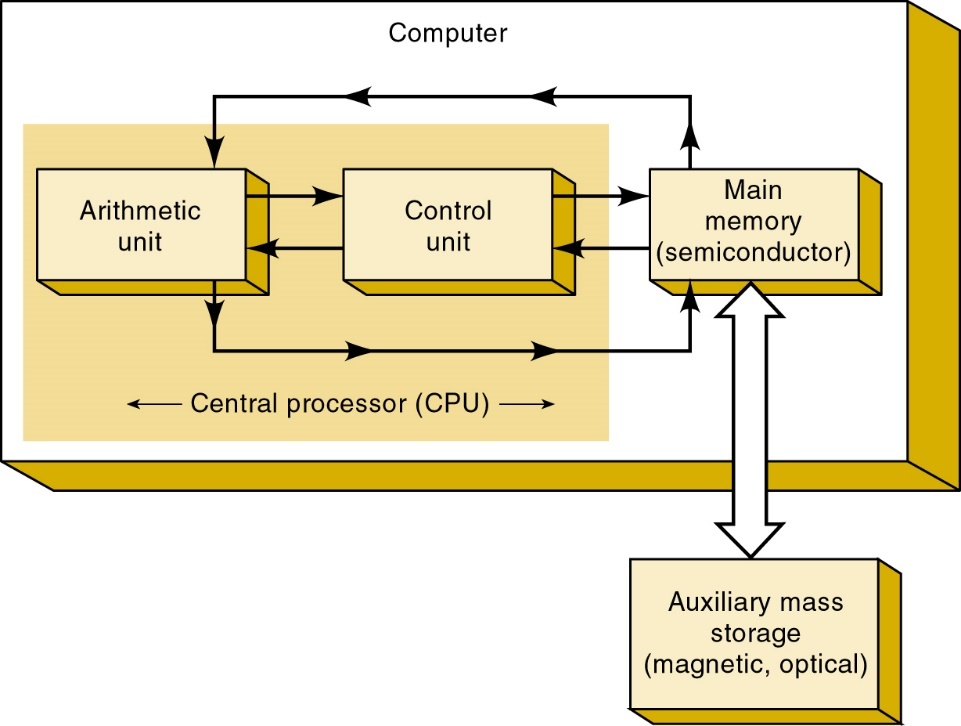 Computer
Arithmetic
unit
Control
unit
Main
memory
(semiconductor)
Central processor (CPU)
Auxiliary mass
storage
(magnetic, optical)